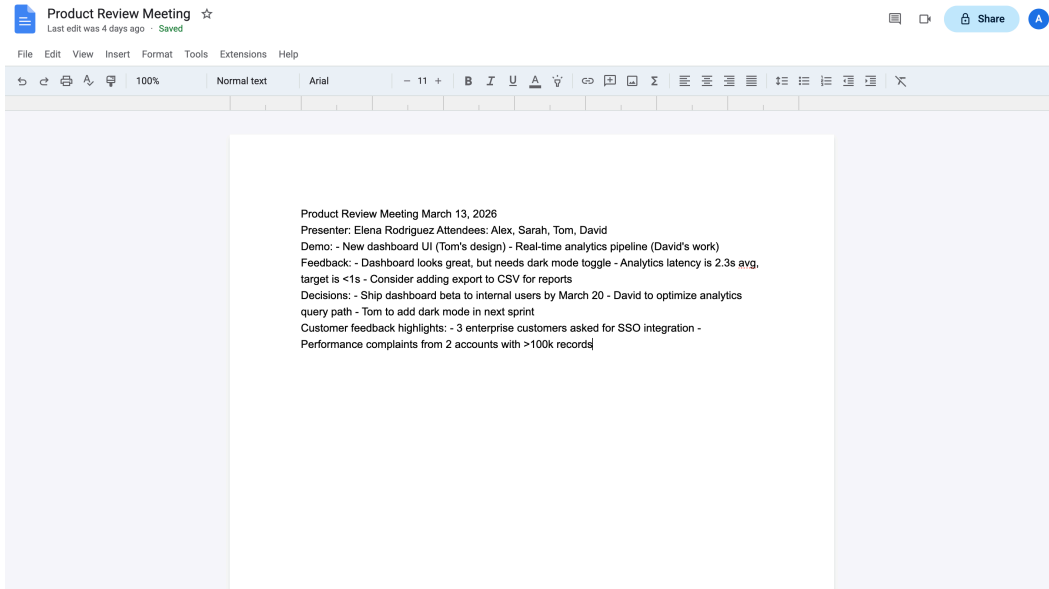 Product Review Meeting
Last edit was 4 days ago · Saved
Share
A
File Edit View Insert Format Tools Extensions Help
100% Normal text Arial − 11 + B I U A Σ
Product Review Meeting March 13, 2026
Presenter: Elena Rodriguez Attendees: Alex, Sarah, Tom, David
Demo: - New dashboard UI (Tom's design) - Real-time analytics pipeline (David's work)
Feedback: - Dashboard looks great, but needs dark mode toggle - Analytics latency is 2.3s avg,
target is <1s - Consider adding export to CSV for reports
Decisions: - Ship dashboard beta to internal users by March 20 - David to optimize analytics
query path - Tom to add dark mode in next sprint
Customer feedback highlights: - 3 enterprise customers asked for SSO integration -
Performance complaints from 2 accounts with >100k records